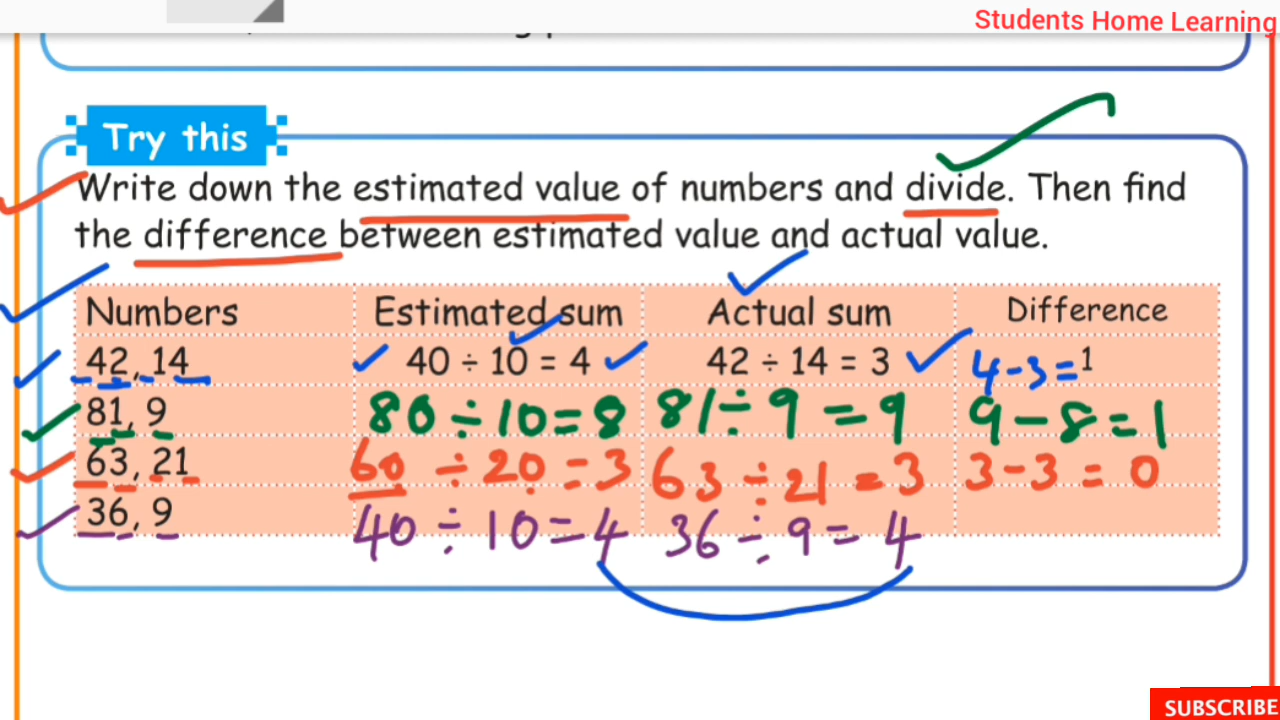 Students Home Learning
Try this
Write down the estimated value of numbers and divide. Then find
the difference between estimated value and actual value.
Numbers Estimated sum Actual sum Difference
42, 14 40 ÷ 10 = 4 42 ÷ 14 = 3 4-3=1
81, 9 80 ÷ 10 = 8 81 ÷ 9 = 9 9 - 8 = 1
63, 21 60 ÷ 20 = 3 63 ÷ 21 = 3 3-3 = 0
36, 9 40 ÷ 10 = 4 36 ÷ 9 = 4
SUBSCRIBE